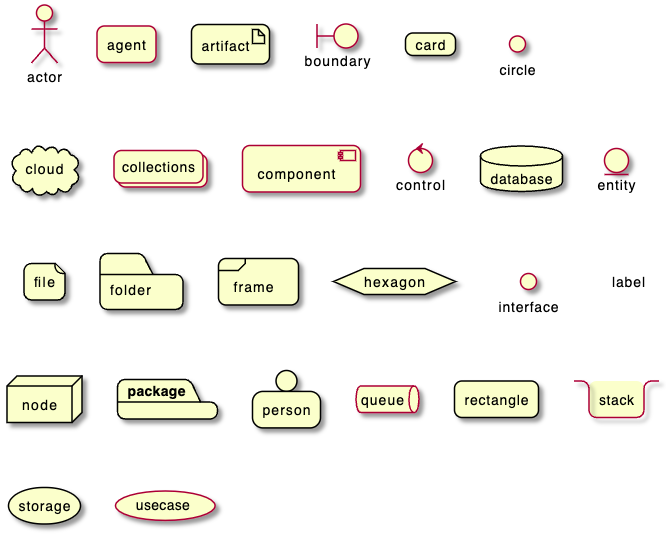 actor
agent
artifact
boundary
card
circle
cloud
collections
component
control
database
entity
file
folder
frame
hexagon
interface
label
node
package
person
queue
rectangle
stack
storage
usecase